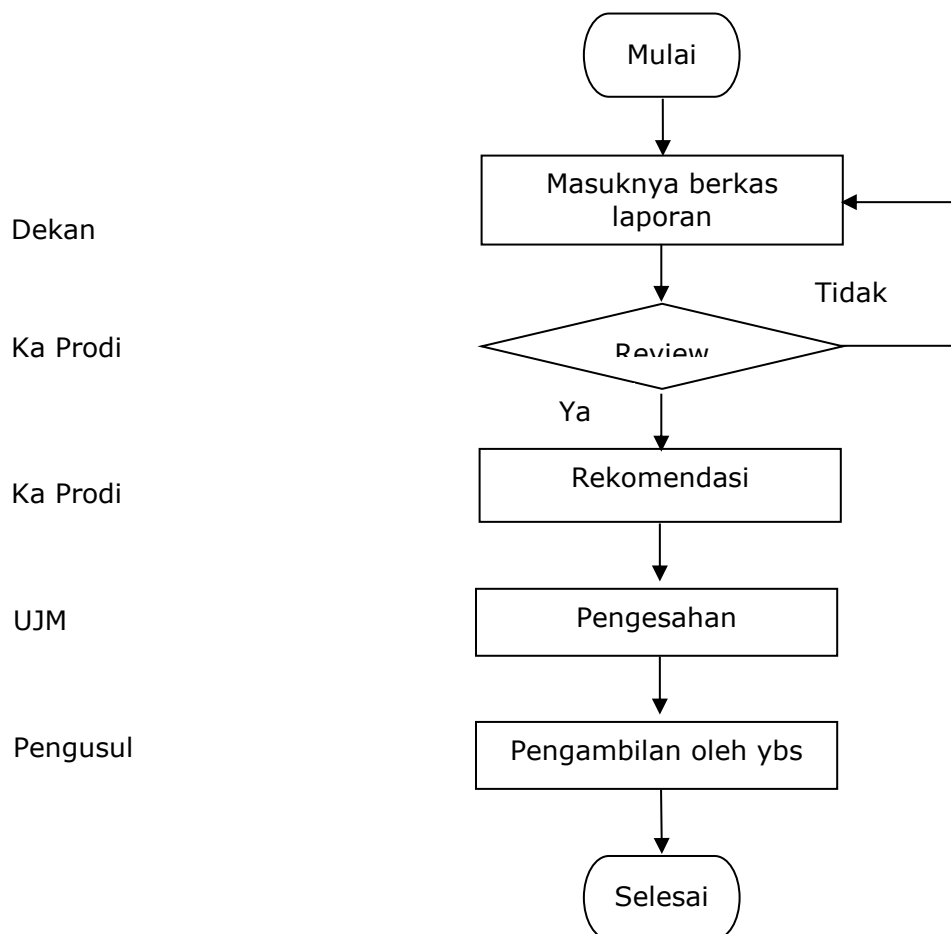 Mulai
Masuknya berkas
laporan
Dekan
Tidak
Ka Prodi
Review
Ya
Rekomendasi
Ka Prodi
UJM
Pengesahan
Pengusul
Pengambilan oleh ybs
Selesai